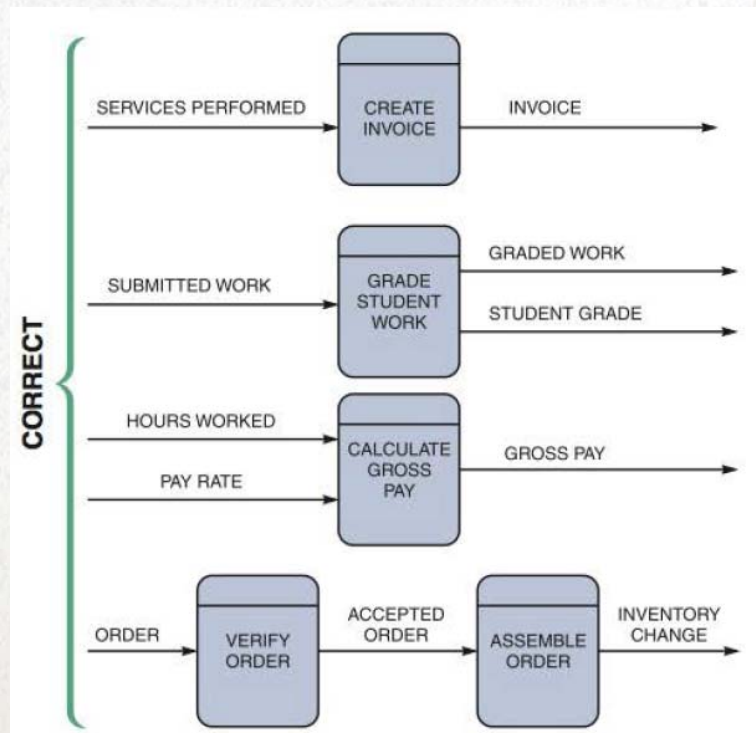 CORRECT
SERVICES PERFORMED
CREATE
INVOICE
INVOICE
SUBMITTED WORK
GRADE
STUDENT
WORK
GRADED WORK
STUDENT GRADE
HOURS WORKED
PAY RATE
CALCULATE
GROSS
PAY
GROSS PAY
ORDER
VERIFY
ORDER
ACCEPTED
ORDER
ASSEMBLE
ORDER
INVENTORY
CHANGE